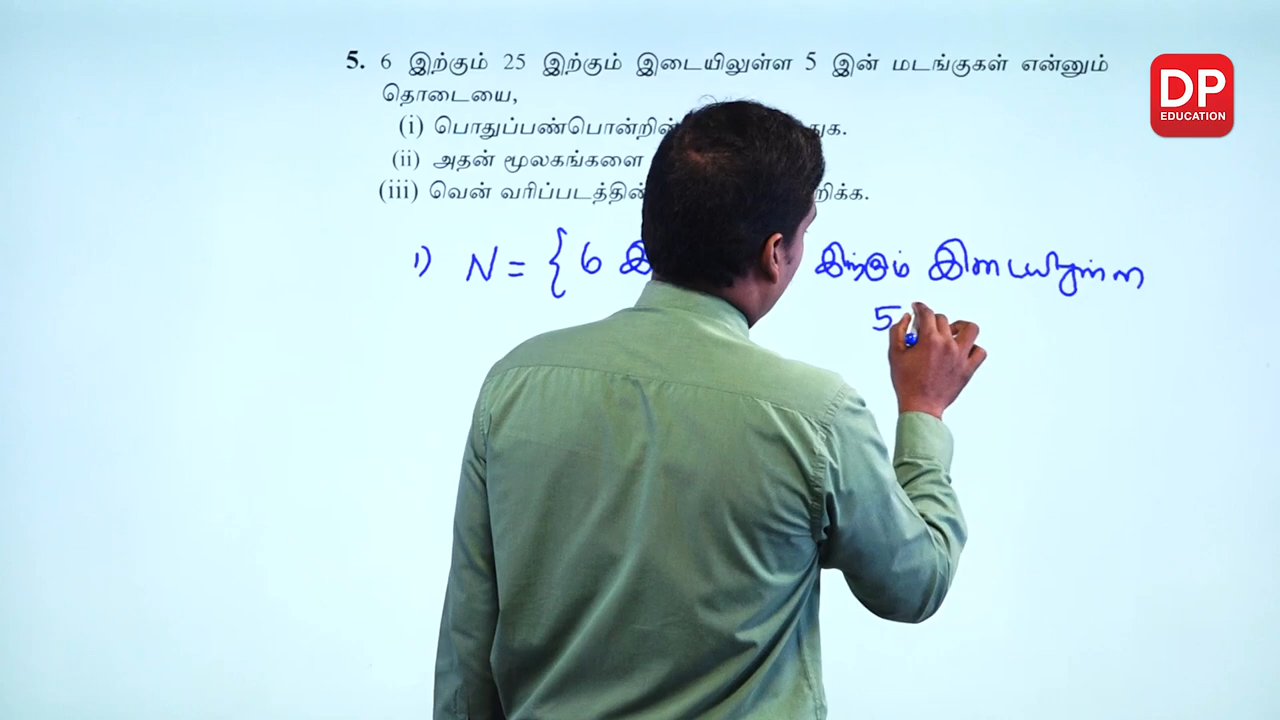 5. 6 இற்கும் 25 இற்கும் இடையிலுள்ள 5 இன் மடங்குகள் என்னும்
தொடையை,
(i) பொதுப்பண்பொன்றின்
(ii) அதன் மூலகங்களை
(iii) வென் வரிப்படத்தின்
DP
EDUCATION
1) N = { 6 இற்கும் இடையிலுள்ள
5